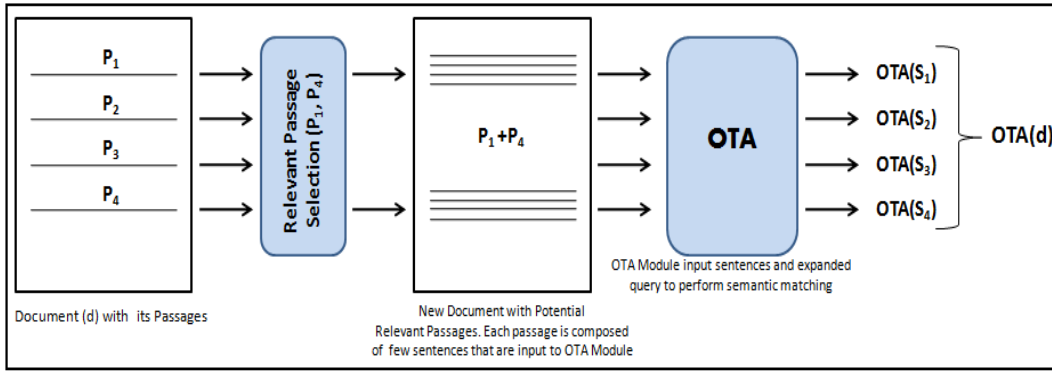 P1
P2
P3
P4
Document (d) with its Passages
Relevant Passage
Selection (P1, P4)
P1+P4
New Document with Potential
Relevant Passages. Each passage is composed
of few sentences that are input to OTA Module
OTA
OTA Module input sentences and expanded
query to perform semantic matching
OTA(S1)
OTA(S2)
OTA(S3)
OTA(S4)
OTA(d)